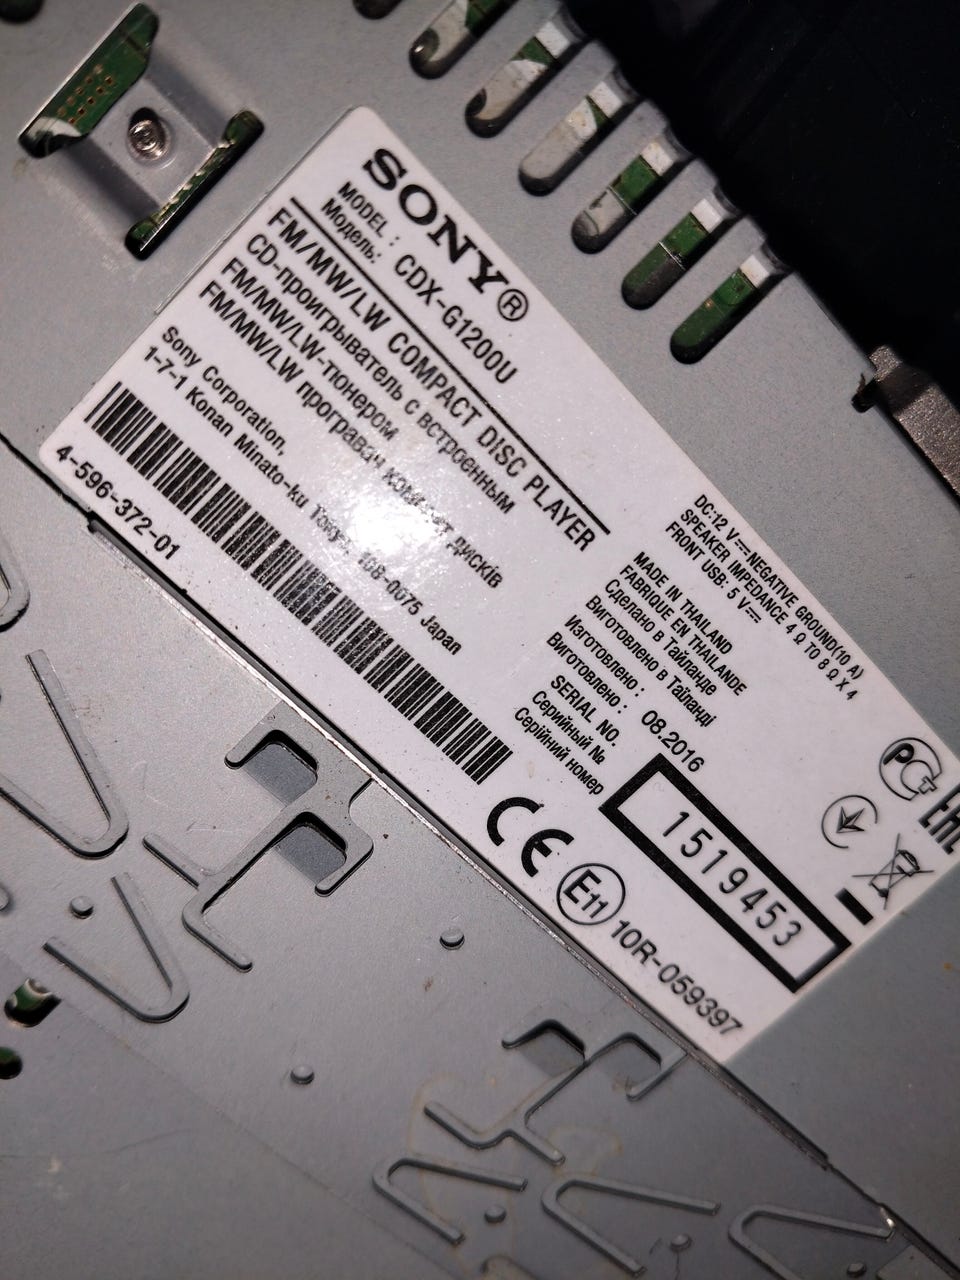 SONY®
MODEL :
Модель: CDX-G1200U
FM/MW/LW COMPACT DISC PLAYER
CD-проигрыватель с встроенным
FM/MW/LW-тюнером
FM/MW/LW програвач дисків
Sony Corporation,
1-7-1 Konan Minato-ku 108-0075 Japan
4-596-372-01
DC:12 V⎓NEGATIVE GROUND(10 A)
SPEAKER IMPEDANCE 4 Ω TO 8 Ω X 4
FRONT USB: 5 V⎓
MADE IN THAILAND
FABRIQUE EN THAILANDE
Сделано в Тайланде
Виготовлено в Таїланді
Изготовлено :
Виготовлено : 08.2016
SERIAL NO.
Серийный №
Серійний номер
1519453
CE E11 10R-059397
РСТ EAC